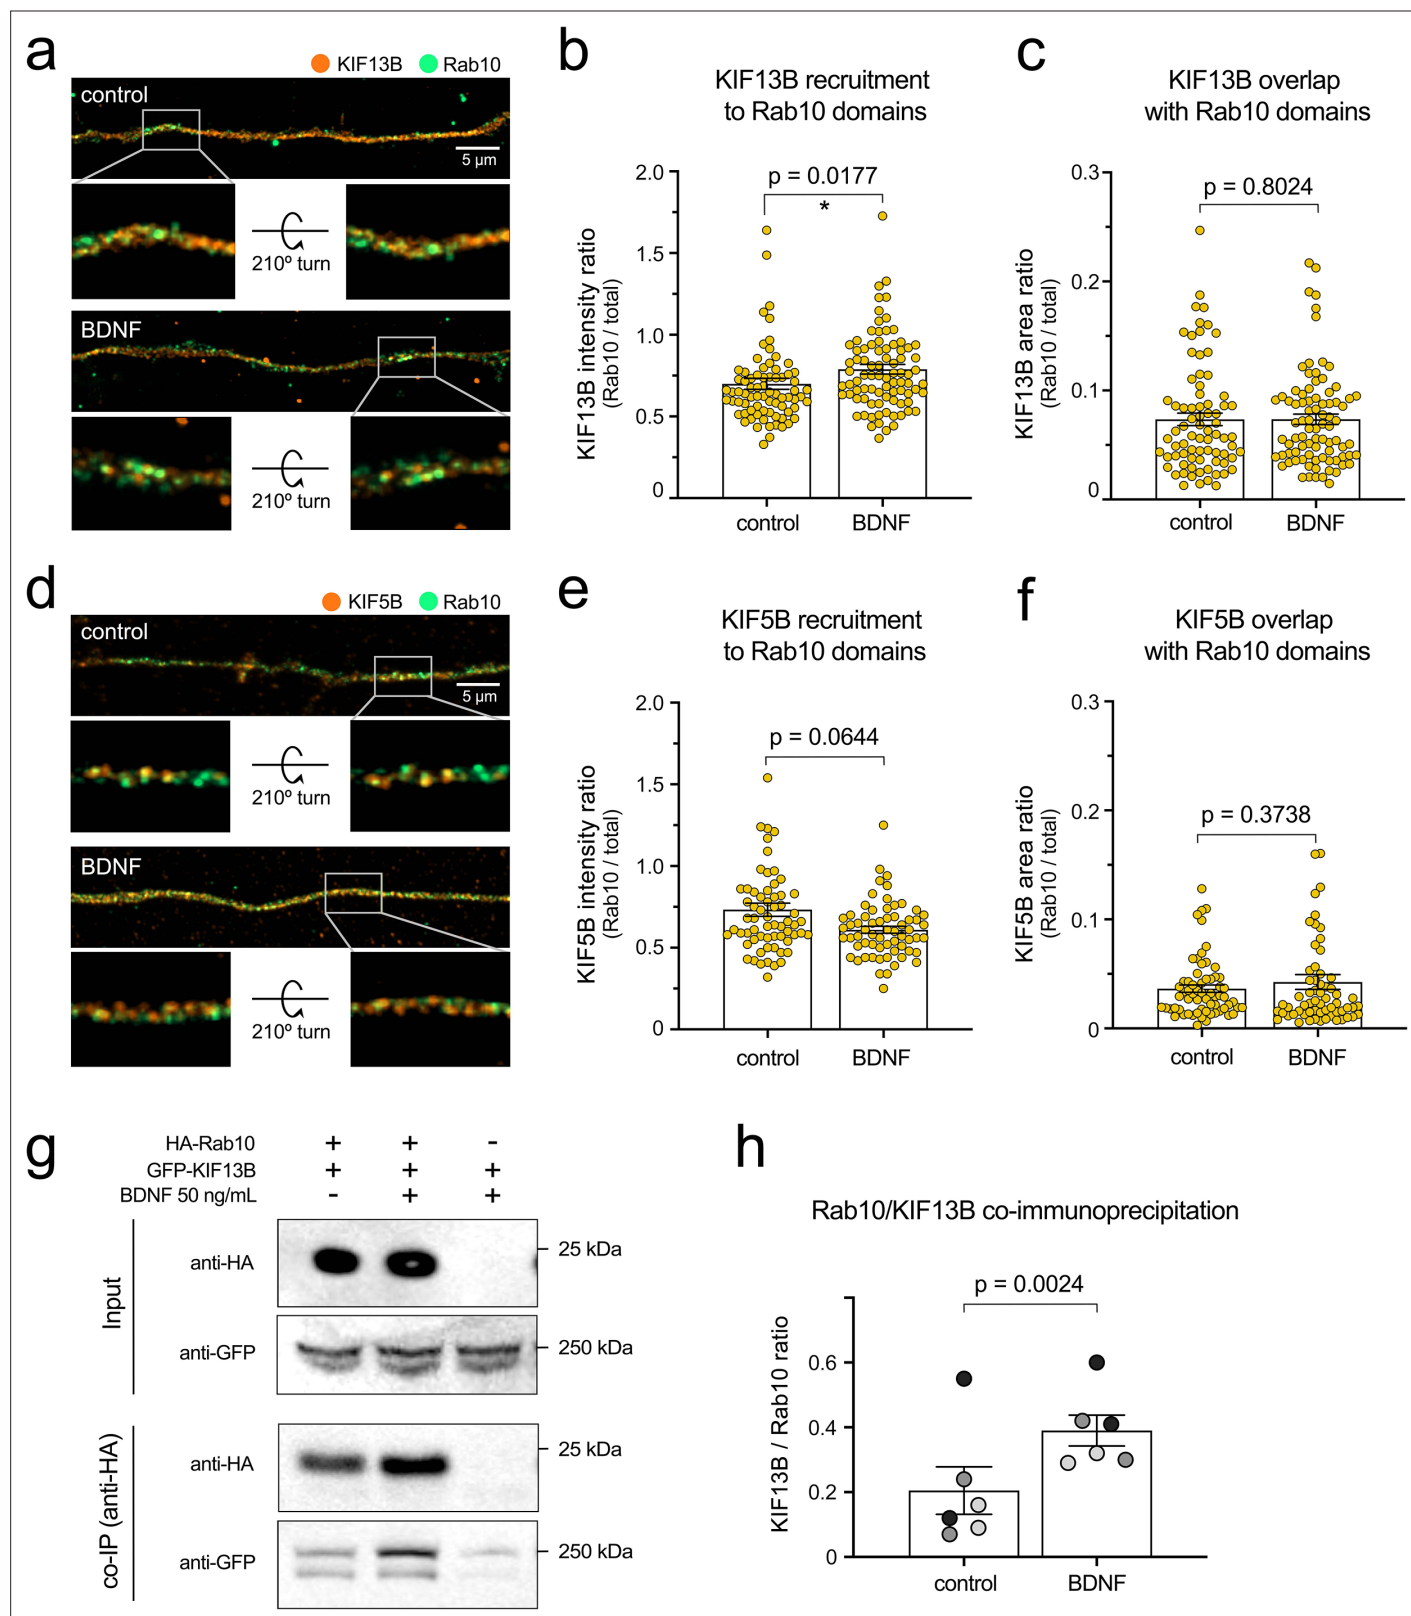 a
KIF13B Rab10
control
5 µm
210º turn
BDNF
210º turn
b
KIF13B recruitment
to Rab10 domains
KIF13B intensity ratio
(Rab10 / total)
2.0
1.5
1.0
0.5
0
p = 0.0177
*
control BDNF
c
KIF13B overlap
with Rab10 domains
KIF13B area ratio
(Rab10 / total)
0.3
0.2
0.1
0
p = 0.8024
control BDNF
d
KIF5B Rab10
control
5 µm
210º turn
BDNF
210º turn
e
KIF5B recruitment
to Rab10 domains
KIF5B intensity ratio
(Rab10 / total)
2.0
1.5
1.0
0.5
0
p = 0.0644
control BDNF
f
KIF5B overlap
with Rab10 domains
KIF5B area ratio
(Rab10 / total)
0.3
0.2
0.1
0
p = 0.3738
control BDNF
g
HA-Rab10 + + -
GFP-KIF13B + + +
BDNF 50 ng/mL - + +
Input
anti-HA 25 kDa
anti-GFP 250 kDa
co-IP (anti-HA)
anti-HA 25 kDa
anti-GFP 250 kDa
h
Rab10/KIF13B co-immunoprecipitation
KIF13B / Rab10 ratio
p = 0.0024
0.6
0.4
0.2
0
control BDNF